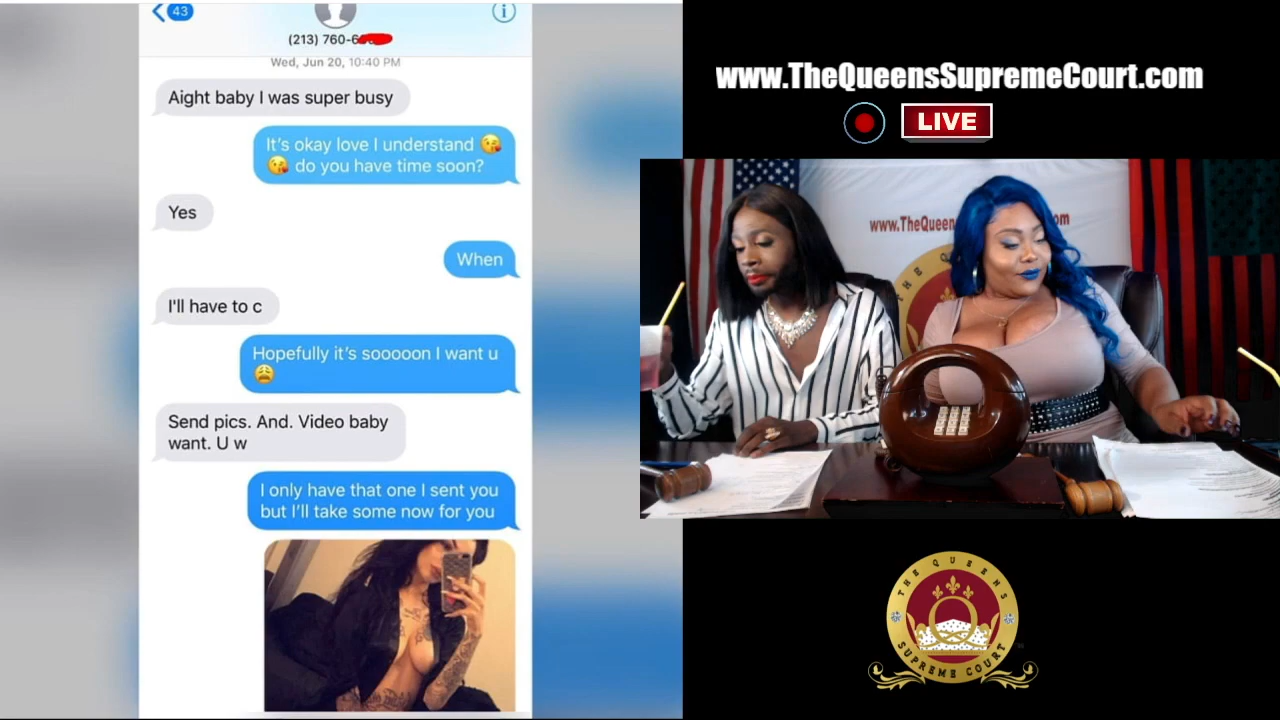 43
(213) 760-6
Wed, Jun 20, 10:40 PM
Aight baby I was super busy
It's okay love I understand 😘
😘 do you have time soon?
Yes
When
I'll have to c
Hopefully it's sooooon I want u
😩
Send pics. And. Video baby
want. U w
I only have that one I sent you
but I'll take some now for you
www.TheQueensSupremeCourt.com
LIVE
www.TheQueen
om
THE QUEENS
SUPREME COURT